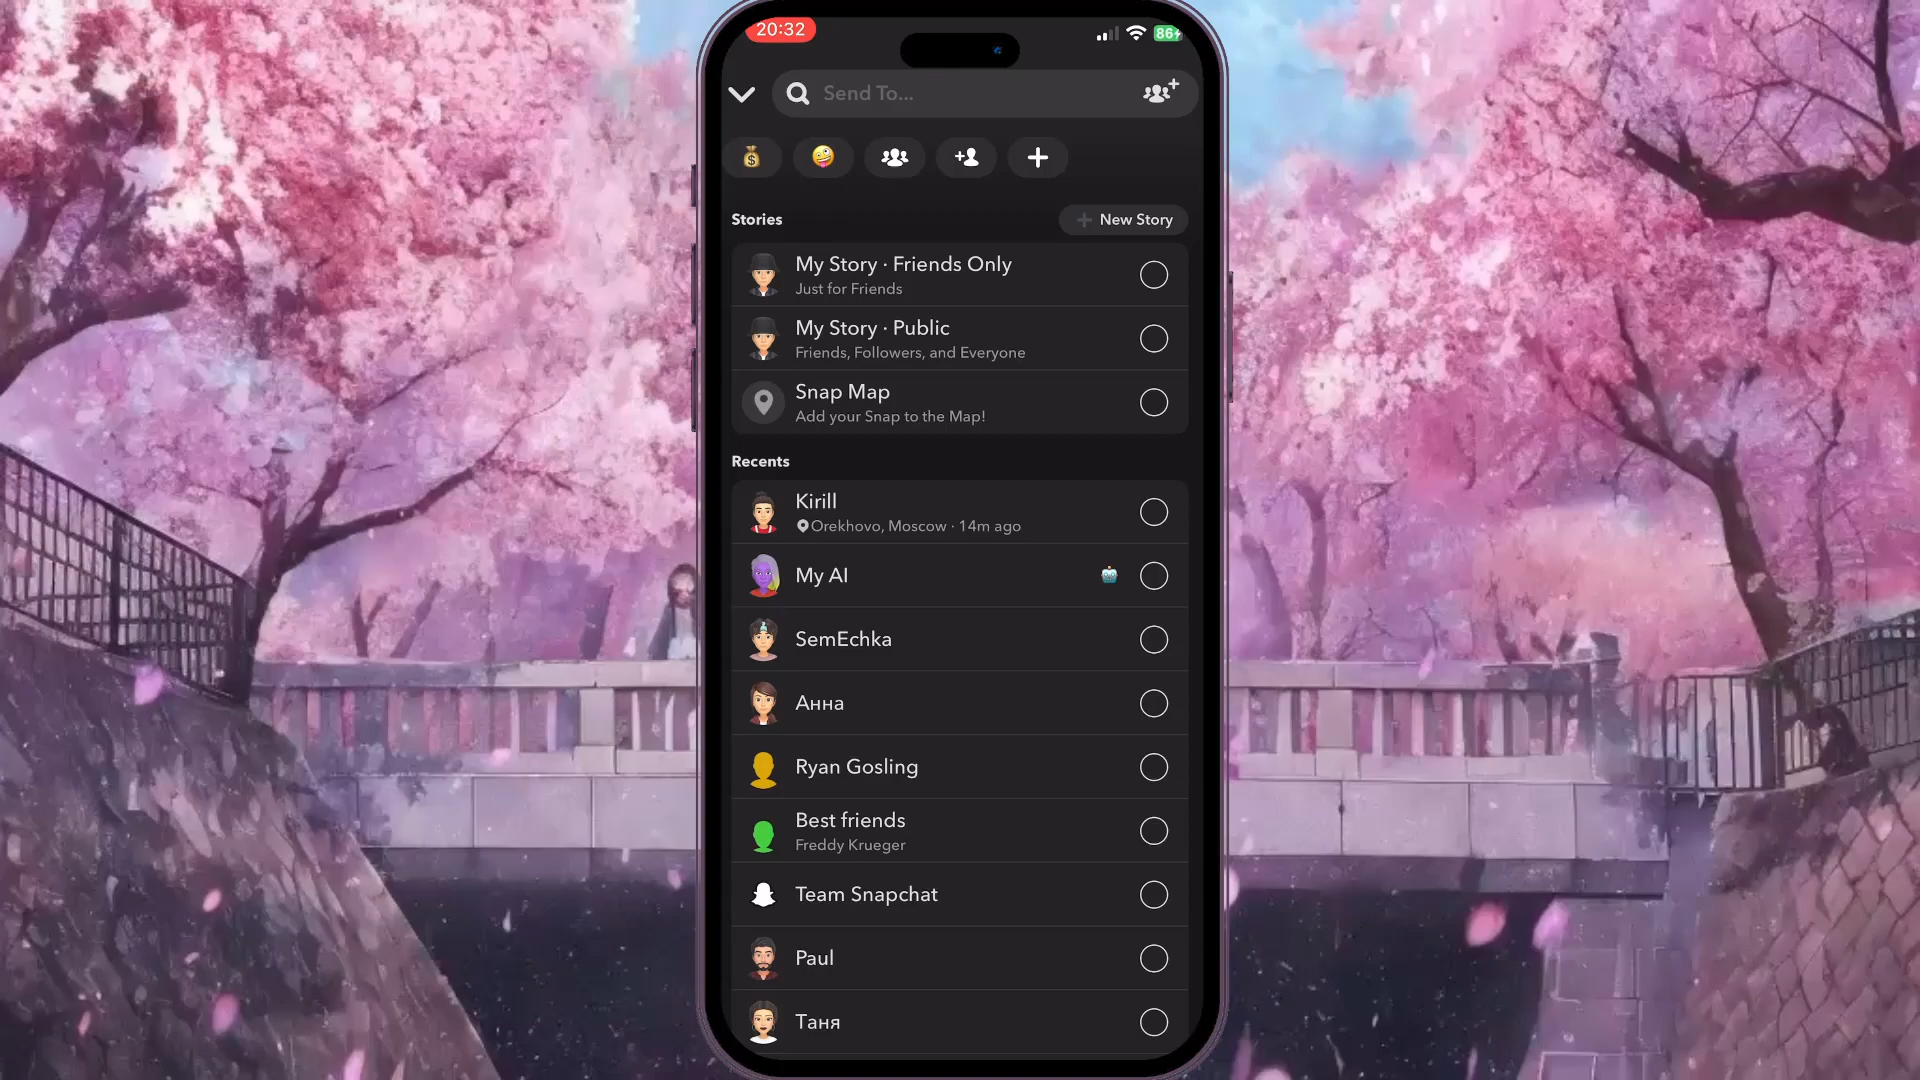 20:32
86
Send To...
Stories
New Story
My Story · Friends Only
Just for Friends
My Story · Public
Friends, Followers, and Everyone
Snap Map
Add your Snap to the Map!
Recents
Kirill
Orekhovo, Moscow · 14m ago
My AI
SemEchka
Анна
Ryan Gosling
Best friends
Freddy Krueger
Team Snapchat
Paul
Таня